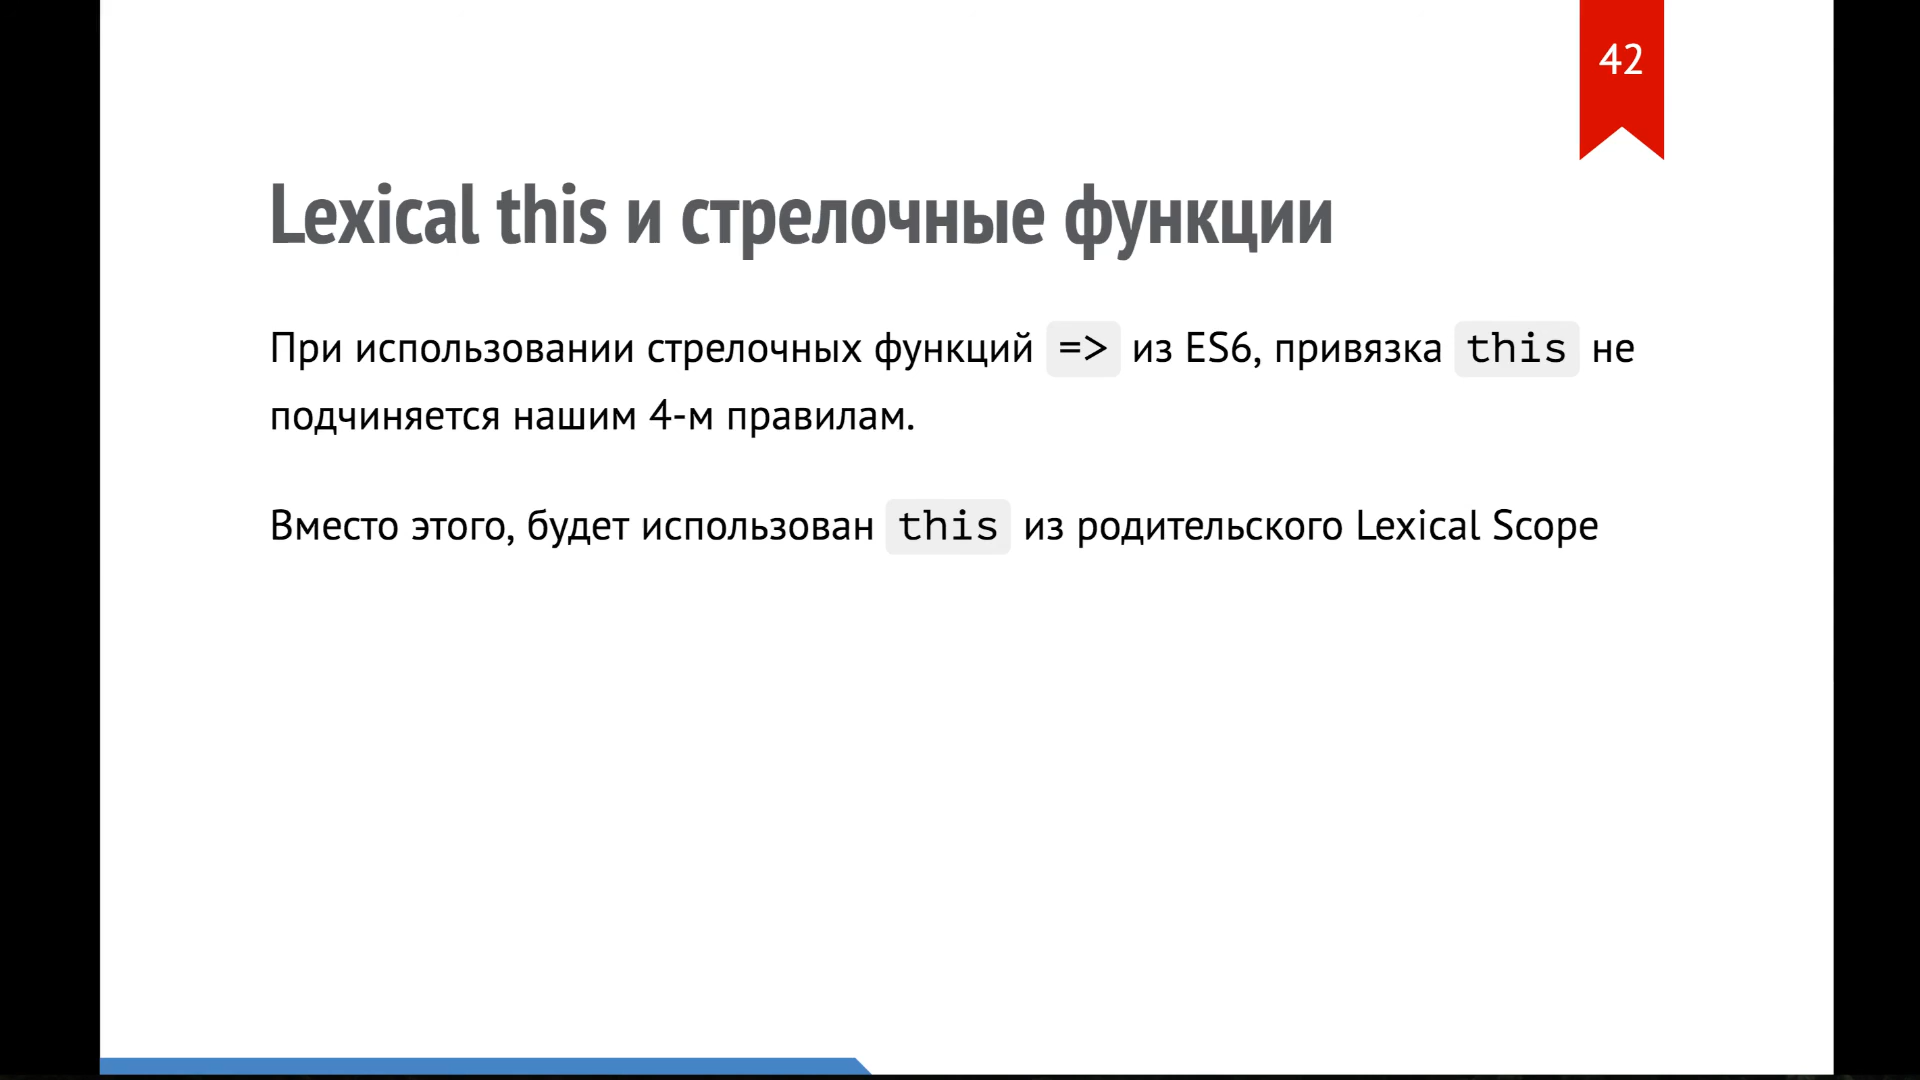 42
Lexical this и стрелочные функции
При использовании стрелочных функций => из ES6, привязка this не
подчиняется нашим 4-м правилам.
Вместо этого, будет использован this из родительского Lexical Scope